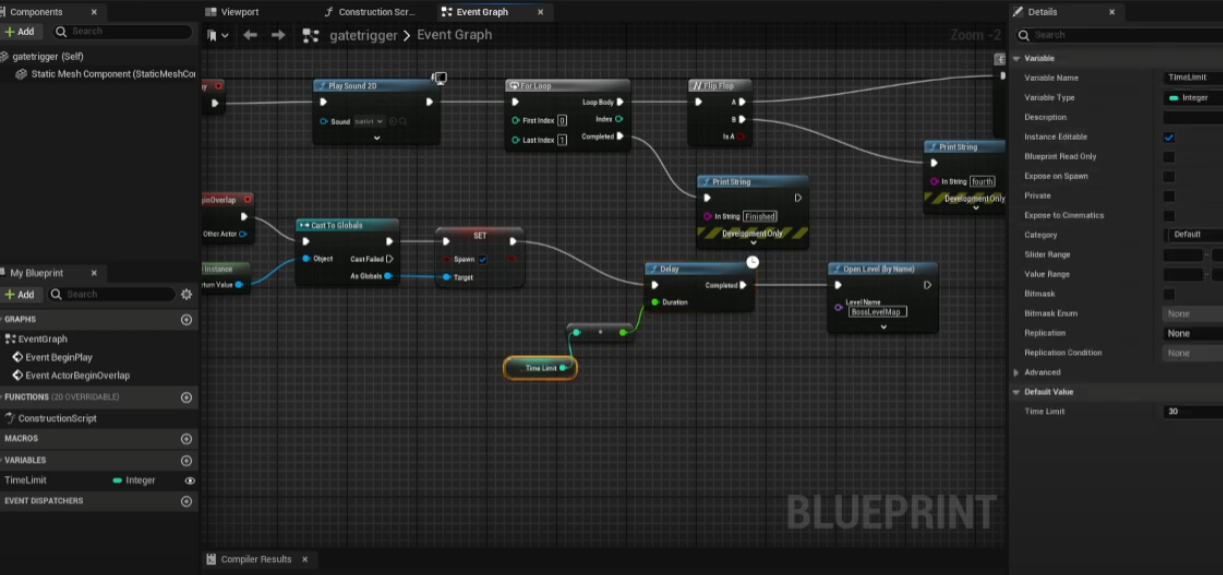 Components
+ Add
Search
gatetrigger (Self)
Static Mesh Component (StaticMeshCo
My Blueprint
+ Add
Search
GRAPHS
EventGraph
Event BeginPlay
Event ActorBeginOverlap
FUNCTIONS (20 OVERRIDABLE)
ConstructionScript
MACROS
VARIABLES
TimeLimit
Integer
EVENT DISPATCHERS
Viewport
Construction Scr...
Event Graph
gatetrigger > Event Graph
Zoom -2
Play Sound 2D
Sound
For Loop
First Index 0
Last Index 1
Loop Body
Index
Completed
Flip Flop
A
B
Is A
Print String
In String fourth
Development Only
Print String
In String Finished
Development Only
ginOverlap
Other Actor
Instance
turn Value
Cast To Globals
Object
Cast Failed
As Globals
SET
Spawn
Target
Delay
Completed
Duration
Open Level (by Name)
Level Name
BossLevelMap
Time Limit
BLUEPRINT
Compiler Results
Details
Search
Variable
Variable Name TimeLimit
Variable Type Integer
Description
Instance Editable
Blueprint Read Only
Expose on Spawn
Private
Expose to Cinematics
Category Default
Slider Range
Value Range
Bitmask
Bitmask Enum None
Replication None
Replication Condition None
Advanced
Default Value
Time Limit 30